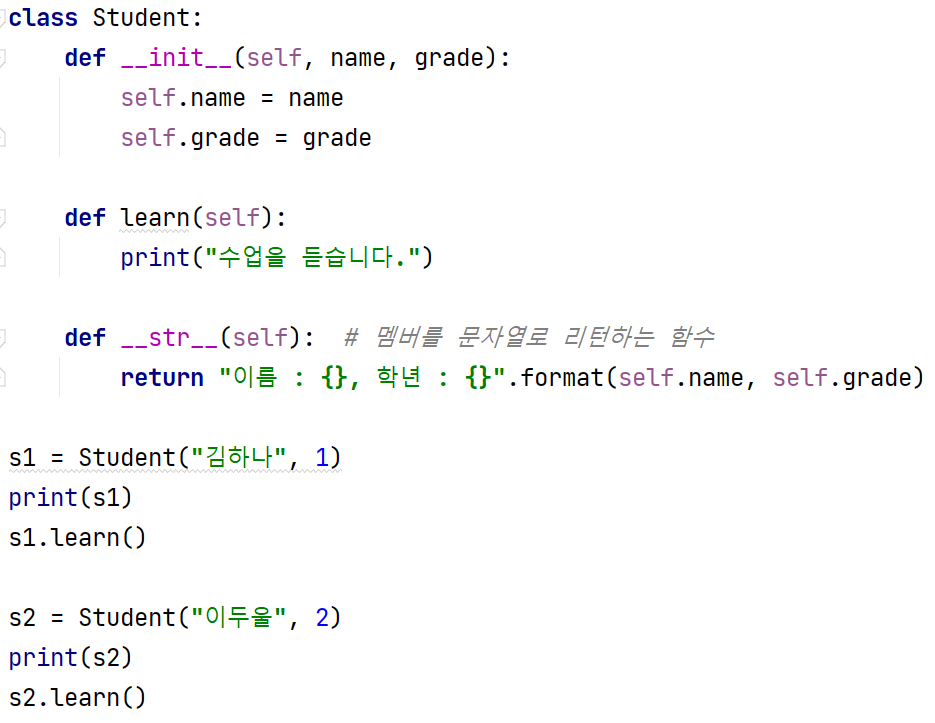 class Student:
    def __init__(self, name, grade):
        self.name = name
        self.grade = grade
    def learn(self):
        print("수업을 듣습니다.")
    def __str__(self):  # 멤버를 문자열로 리턴하는 함수
        return "이름 : {}, 학년 : {}".format(self.name, self.grade)
s1 = Student("김하나", 1)
print(s1)
s1.learn()
s2 = Student("이두울", 2)
print(s2)
s2.learn()